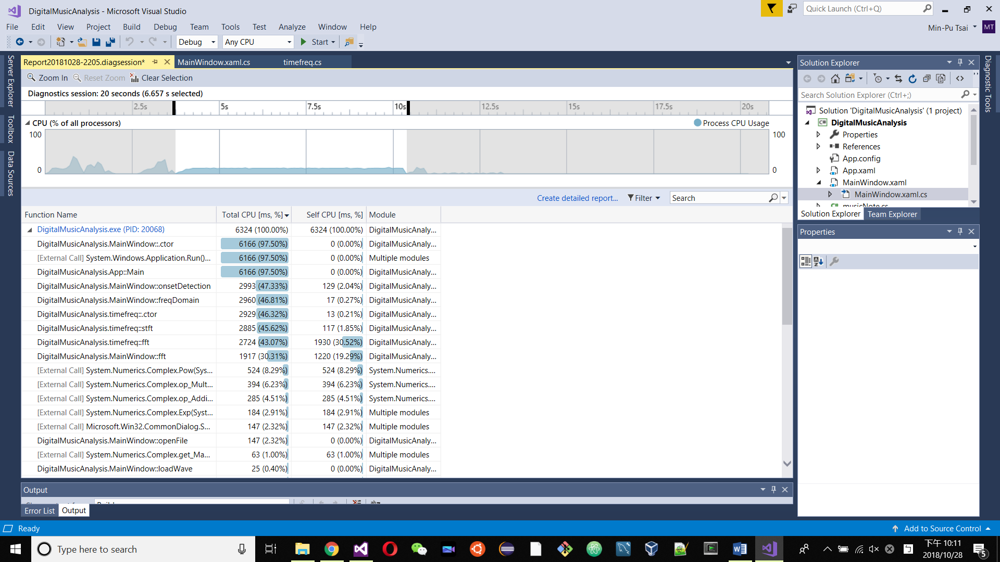 DigitalMusicAnalysis - Microsoft Visual Studio
Quick Launch (Ctrl+Q)
File Edit View Project Build Debug Team Tools Test Analyze Window Help
Min-Pu Tsai MT
Debug Any CPU Start
Server Explorer
Toolbox
Data Sources
Report20181028-2205.diagsession* MainWindow.xaml.cs timefreq.cs
Zoom In Reset Zoom Clear Selection
Diagnostics session: 20 seconds (6.657 s selected)
2.5s 5s 7.5s 10s 12.5s 15s 17.5s 20s
CPU (% of all processors) Process CPU Usage
100 100
0 0
Create detailed report... Filter Search
Function Name Total CPU [ms, %] Self CPU [ms, %] Module
DigitalMusicAnalysis.exe (PID: 20068) 6324 (100.00%) 6324 (100.00%) DigitalMusicAnaly...
DigitalMusicAnalysis.MainWindow::.ctor 6166 (97.50%) 0 (0.00%) DigitalMusicAnaly...
[External Call] System.Windows.Application.Run()... 6166 (97.50%) 0 (0.00%) Multiple modules
DigitalMusicAnalysis.App::Main 6166 (97.50%) 0 (0.00%) DigitalMusicAnaly...
DigitalMusicAnalysis.MainWindow::onsetDetection 2993 (47.33%) 129 (2.04%) DigitalMusicAnaly...
DigitalMusicAnalysis.MainWindow::freqDomain 2960 (46.81%) 17 (0.27%) DigitalMusicAnaly...
DigitalMusicAnalysis.timefreq::.ctor 2929 (46.32%) 13 (0.21%) DigitalMusicAnaly...
DigitalMusicAnalysis.timefreq::stft 2885 (45.62%) 117 (1.85%) DigitalMusicAnaly...
DigitalMusicAnalysis.timefreq::fft 2724 (43.07%) 1930 (30.52%) DigitalMusicAnaly...
DigitalMusicAnalysis.MainWindow::fft 1917 (30.31%) 1220 (19.29%) DigitalMusicAnaly...
[External Call] System.Numerics.Complex.Pow(Sys... 524 (8.29%) 524 (8.29%) System.Numerics....
[External Call] System.Numerics.Complex.op_Mult... 394 (6.23%) 394 (6.23%) System.Numerics....
[External Call] System.Numerics.Complex.op_Addi... 285 (4.51%) 285 (4.51%) System.Numerics....
[External Call] System.Numerics.Complex.Exp(Syst... 184 (2.91%) 184 (2.91%) Multiple modules
[External Call] Microsoft.Win32.CommonDialog.S... 147 (2.32%) 147 (2.32%) Multiple modules
DigitalMusicAnalysis.MainWindow::openFile 147 (2.32%) 0 (0.00%) DigitalMusicAnaly...
[External Call] System.Numerics.Complex.get_Ma... 63 (1.00%) 63 (1.00%) Multiple modules
DigitalMusicAnalysis.MainWindow::loadWave 25 (0.40%) 0 (0.00%) DigitalMusicAnaly...
Output
Error List Output
Solution Explorer
Search Solution Explorer (Ctrl+;)
Solution 'DigitalMusicAnalysis' (1 project)
C# DigitalMusicAnalysis
Properties
References
App.config
App.xaml
MainWindow.xaml
MainWindow.xaml.cs
musicNote.cs
Solution Explorer Team Explorer
Properties
Diagnostic Tools
Ready
Add to Source Control
Type here to search
下午 10:11
2018/10/28
5